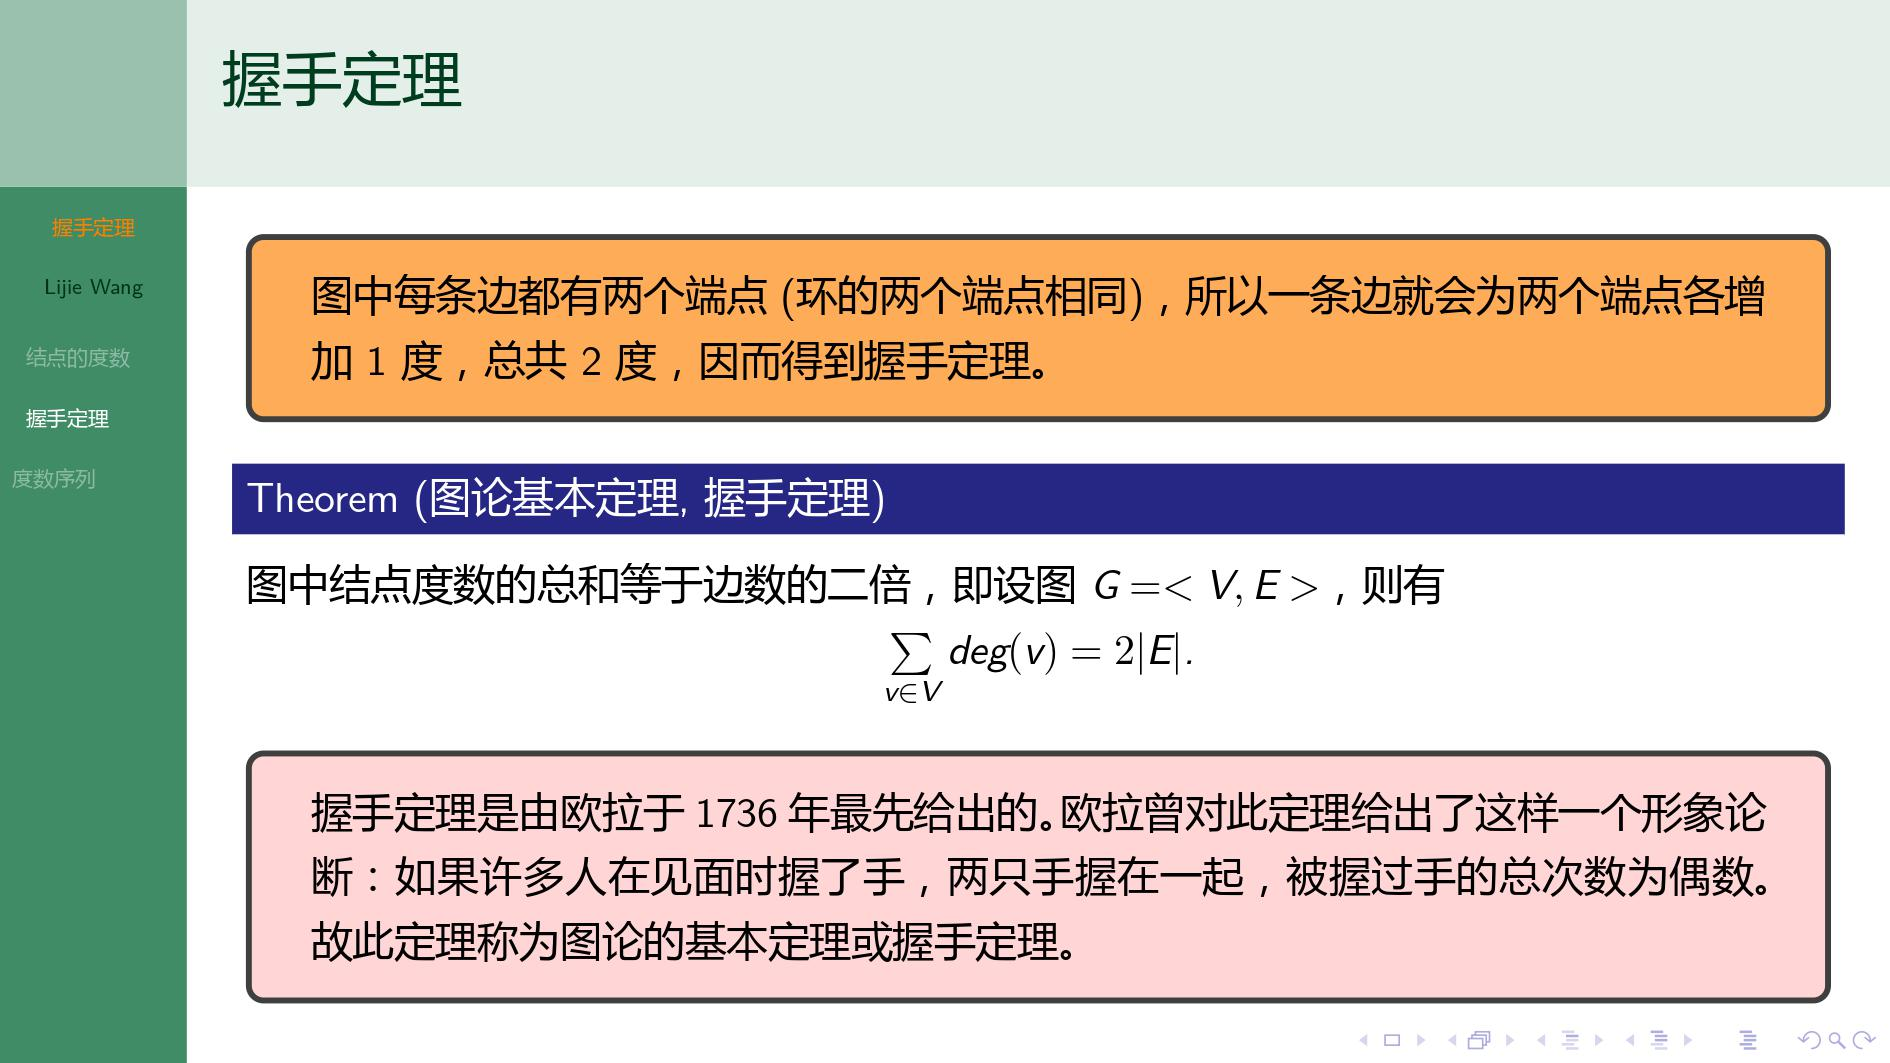 握手定理
握手定理
Lijie Wang
结点的度数
握手定理
度数序列
图中每条边都有两个端点 (环的两个端点相同)，所以一条边就会为两个端点各增
加 1 度，总共 2 度，因而得到握手定理。
Theorem (图论基本定理, 握手定理)
图中结点度数的总和等于边数的二倍，即设图 G =< V, E >，则有
∑ deg(v) = 2|E|.
v∈V
握手定理是由欧拉于 1736 年最先给出的。欧拉曾对此定理给出了这样一个形象论
断：如果许多人在见面时握了手，两只手握在一起，被握过手的总次数为偶数。
故此定理称为图论的基本定理或握手定理。